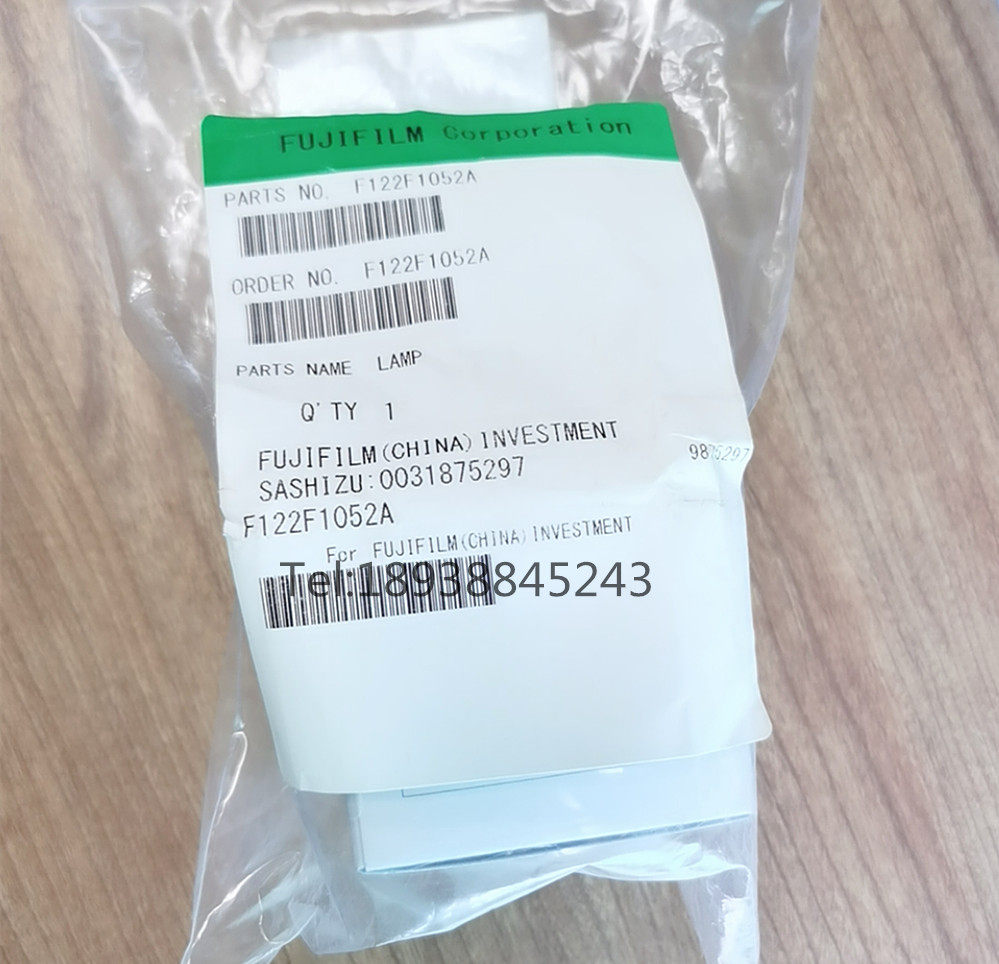 FUJIFILM Corporation
PARTS NO. F122F1052A
ORDER NO. F122F1052A
PARTS NAME LAMP
Q'TY 1
FUJIFILM(CHINA)INVESTMENT
SASHIZU:0031875297
9875297
F122F1052A
For FUJIFILM(CHINA)INVESTMENT
Tel:18938845243